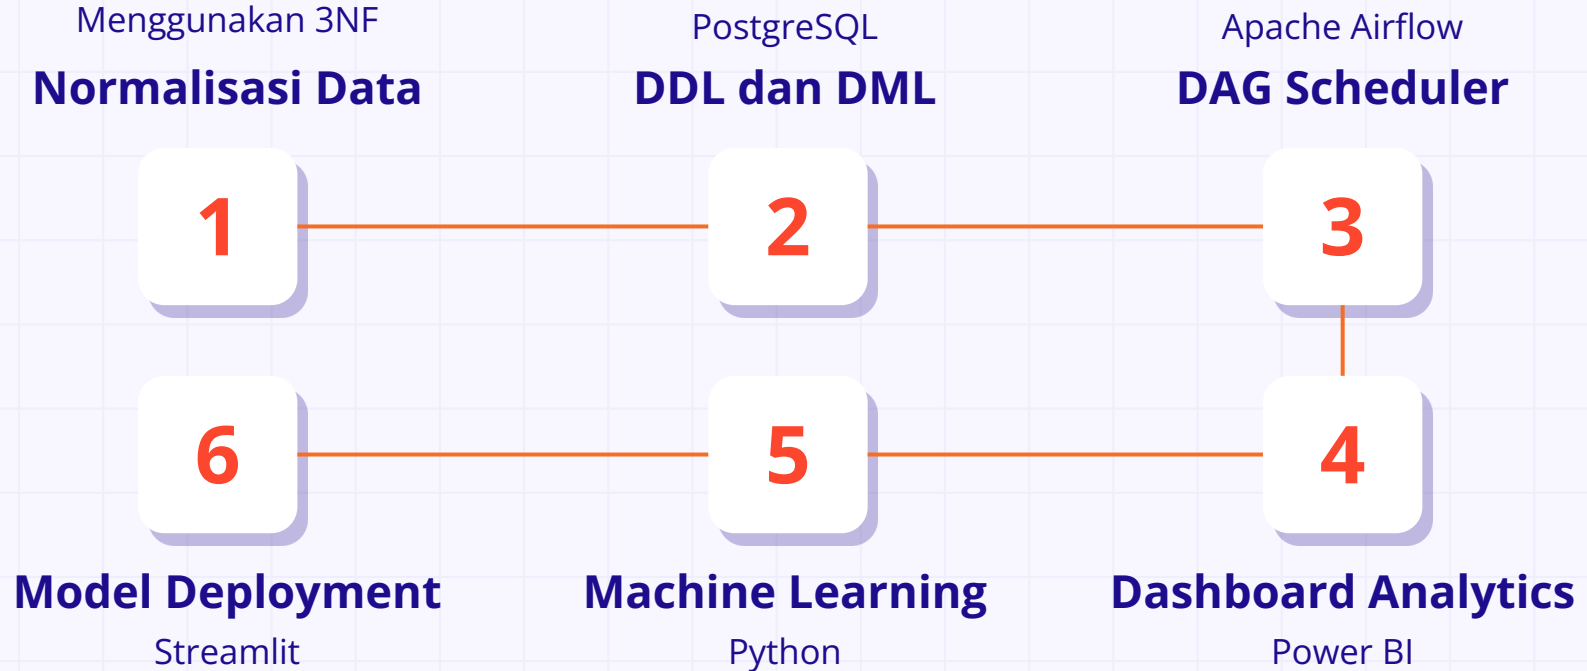 Menggunakan 3NF
Normalisasi Data
1
PostgreSQL
DDL dan DML
2
Apache Airflow
DAG Scheduler
3
4
Dashboard Analytics
Power BI
5
Machine Learning
Python
6
Model Deployment
Streamlit